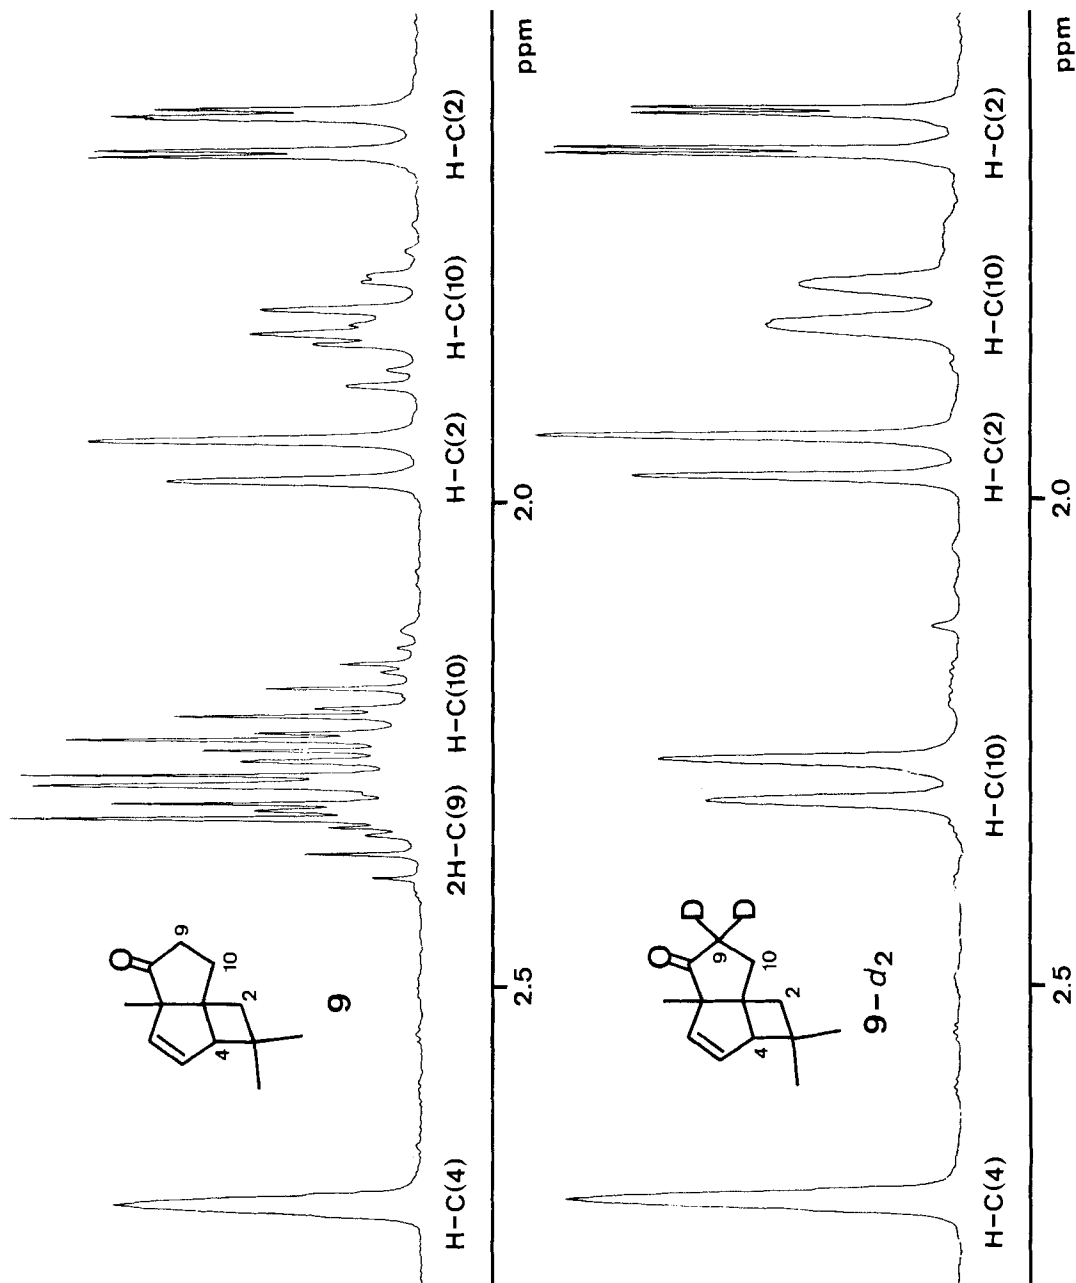 H-C(4)
2H-C(9)
H-C(10)
H-C(2)
H-C(10)
H-C(2)
2.5
2.0
ppm
O
9
10
2
4
9
H-C(4)
H-C(10)
H-C(2)
H-C(10)
H-C(2)
2.5
2.0
ppm
O
D
D
9
10
2
4
9-d2